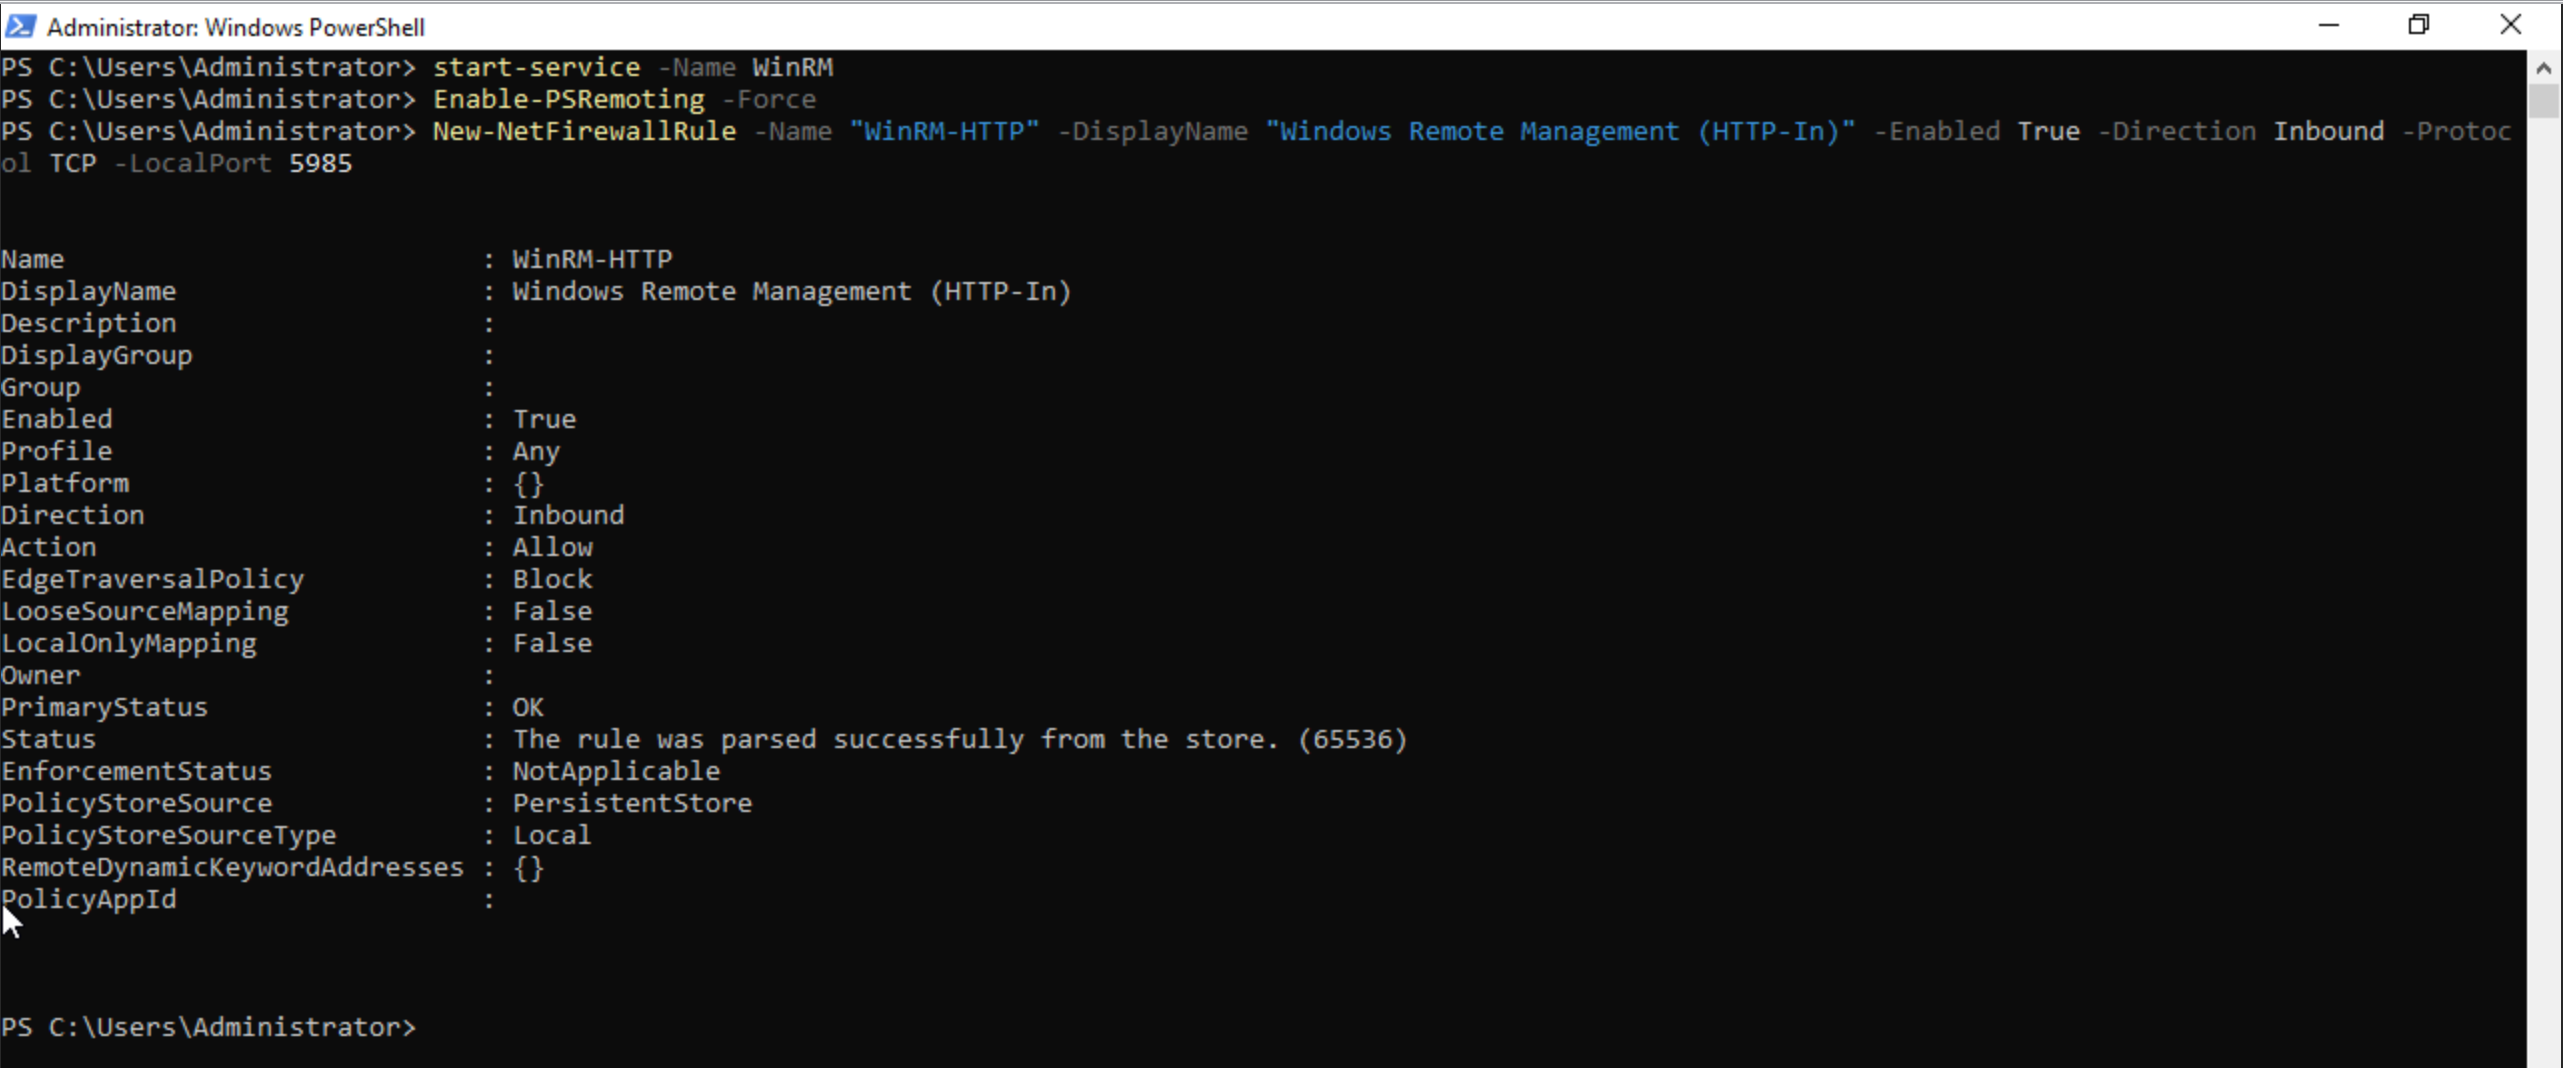 Administrator: Windows PowerShell
PS C:\Users\Administrator> start-service -Name WinRM
PS C:\Users\Administrator> Enable-PSRemoting -Force
PS C:\Users\Administrator> New-NetFirewallRule -Name "WinRM-HTTP" -DisplayName "Windows Remote Management (HTTP-In)" -Enabled True -Direction Inbound -Protoc
ol TCP -LocalPort 5985
Name : WinRM-HTTP
DisplayName : Windows Remote Management (HTTP-In)
Description :
DisplayGroup :
Group :
Enabled : True
Profile : Any
Platform : {}
Direction : Inbound
Action : Allow
EdgeTraversalPolicy : Block
LooseSourceMapping : False
LocalOnlyMapping : False
Owner :
PrimaryStatus : OK
Status : The rule was parsed successfully from the store. (65536)
EnforcementStatus : NotApplicable
PolicyStoreSource : PersistentStore
PolicyStoreSourceType : Local
RemoteDynamicKeywordAddresses : {}
PolicyAppId :
PS C:\Users\Administrator>